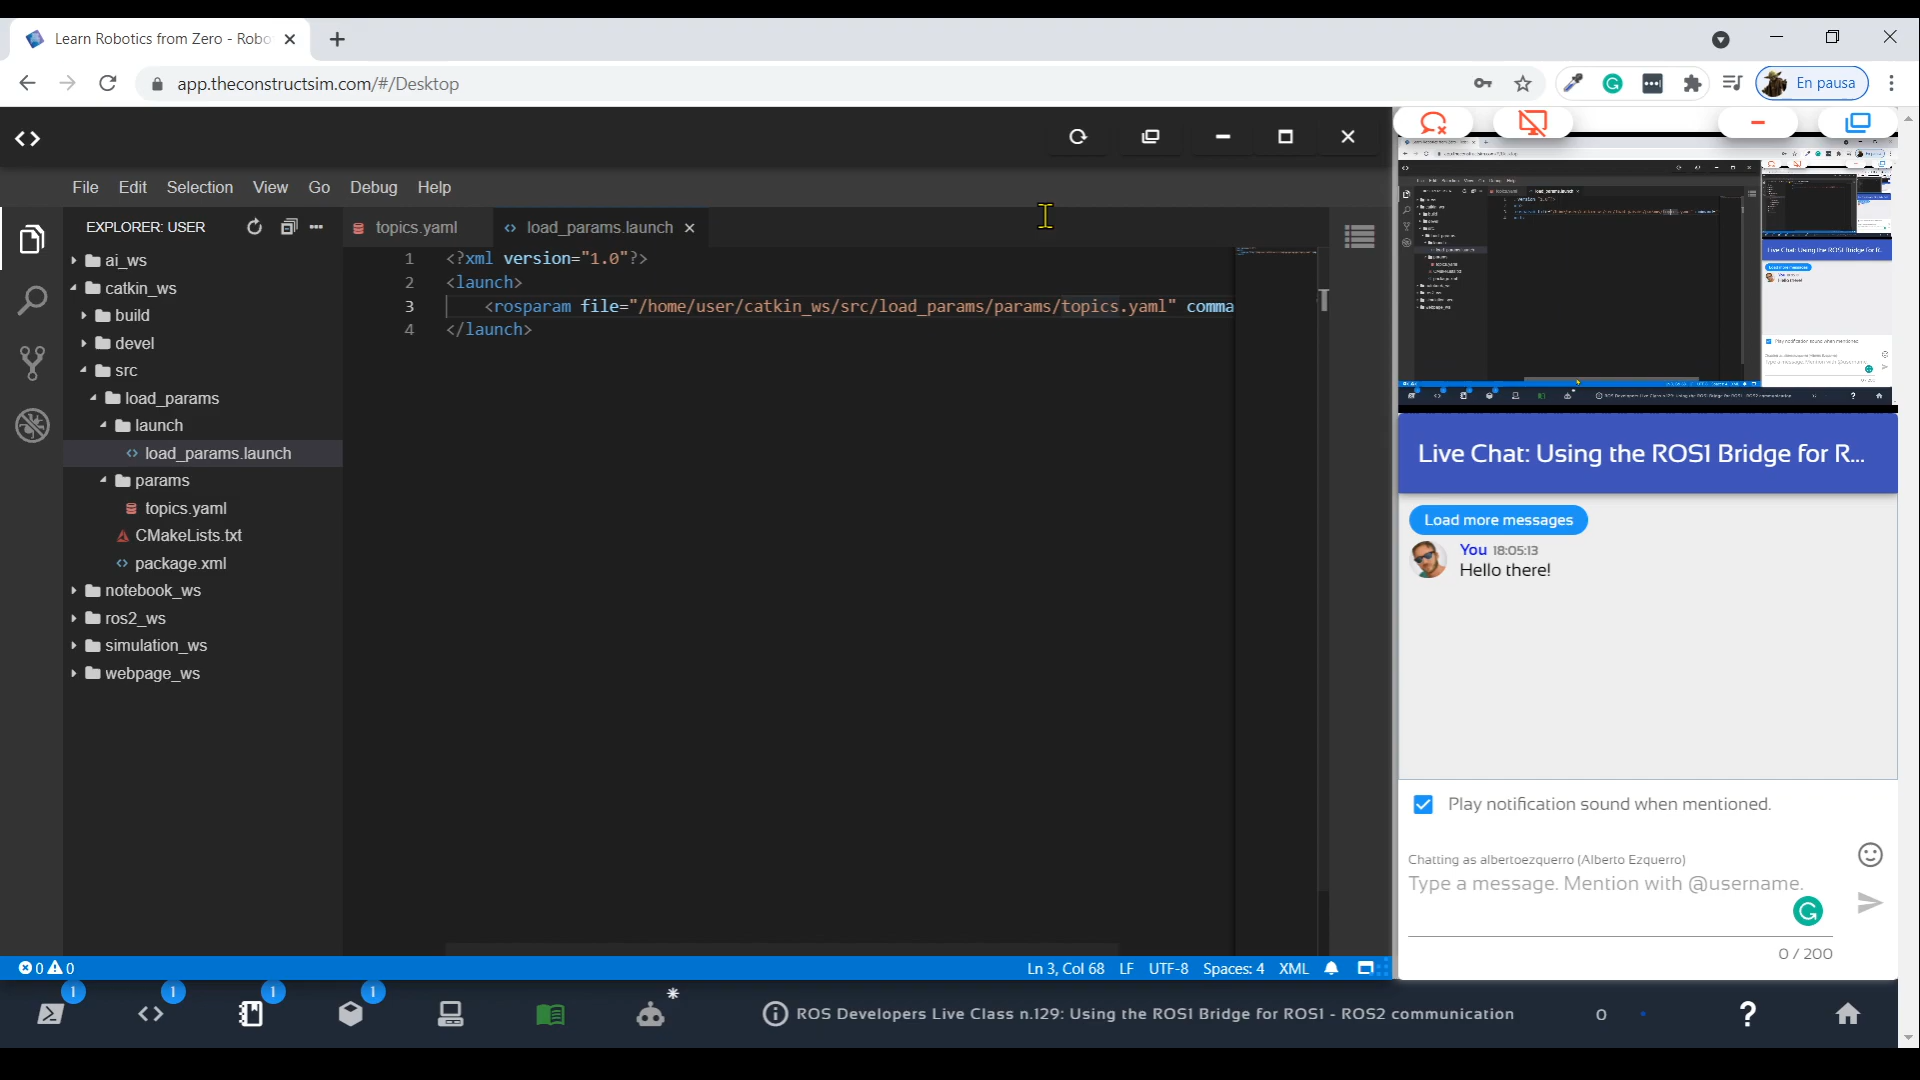 Learn Robotics from Zero - Robo
app.theconstructsim.com/#/Desktop
En pausa
File Edit Selection View Go Debug Help
EXPLORER: USER
ai_ws
catkin_ws
build
devel
src
load_params
launch
load_params.launch
params
topics.yaml
CMakeLists.txt
package.xml
notebook_ws
ros2_ws
simulation_ws
webpage_ws
topics.yaml
load_params.launch
1 <?xml version="1.0"?>
2 <launch>
3 <rosparam file="/home/user/catkin_ws/src/load_params/params/topics.yaml" comma
4 </launch>
Live Chat: Using the ROS1 Bridge for R...
Load more messages
You 18:05:13
Hello there!
Play notification sound when mentioned.
Chatting as albertoezquerro (Alberto Ezquerro)
Type a message. Mention with @username.
0 / 200
0 0
Ln 3, Col 68 LF UTF-8 Spaces: 4 XML
1 1 1 1
ROS Developers Live Class n.129: Using the ROS1 Bridge for ROS1 - ROS2 communication
?